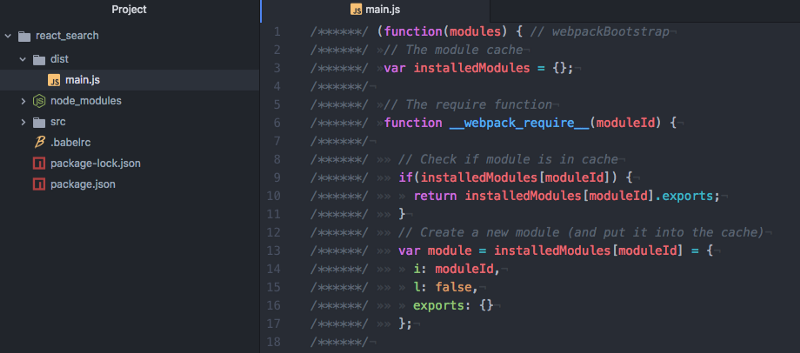 Project
react_search
dist
main.js
node_modules
src
.babelrc
package-lock.json
package.json
main.js
1 /******/ (function(modules) { // webpackBootstrap¬
2 /******/ »// The module cache¬
3 /******/ »var installedModules = {};¬
4 /******/¬
5 /******/ »// The require function¬
6 /******/ »function __webpack_require__(moduleId) {¬
7 /******/¬
8 /******/ »» // Check if module is in cache¬
9 /******/ »» if(installedModules[moduleId]) {¬
10 /******/ »» » return installedModules[moduleId].exports;¬
11 /******/ »» }¬
12 /******/ »» // Create a new module (and put it into the cache)¬
13 /******/ »» var module = installedModules[moduleId] = {¬
14 /******/ »» » i: moduleId,¬
15 /******/ »» » l: false,¬
16 /******/ »» » exports: {}¬
17 /******/ »» };¬
18 /******/¬